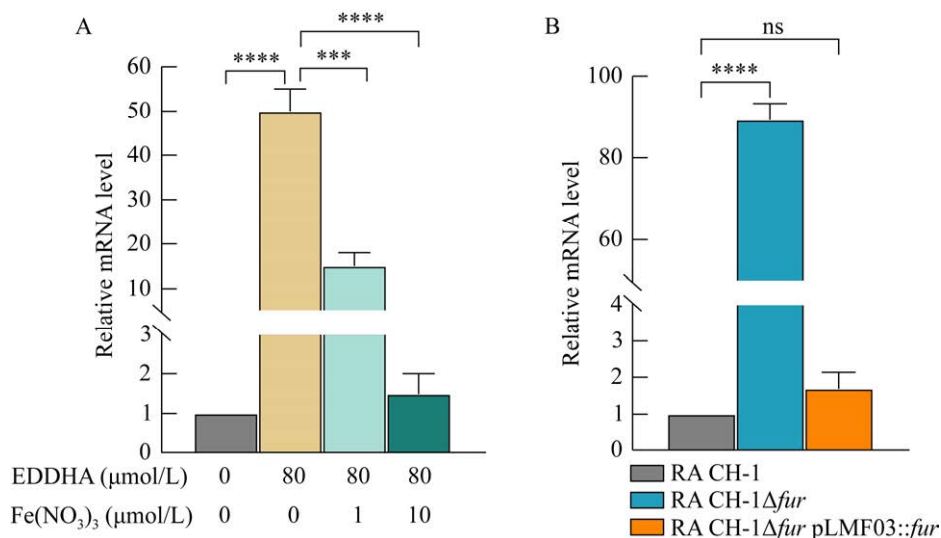 A
****
****
***
Relative mRNA level
60
50
40
30
20
10
3
2
1
0
EDDHA (μmol/L) 0 80 80 80
Fe(NO₃)₃ (μmol/L) 0 0 1 10
B
ns
****
Relative mRNA level
100
80
60
4
3
2
1
0
RA CH-1
RA CH-1Δfur
RA CH-1Δfur pLMF03::fur